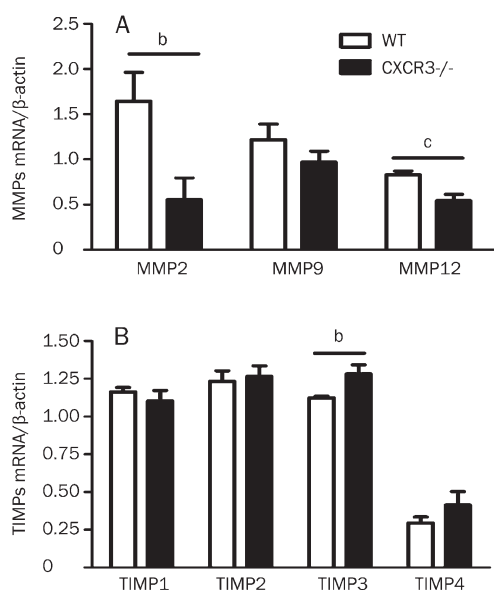 A
b
WT
CXCR3-/-
c
MMPs mRNA/β-actin
2.5
2.0
1.5
1.0
0.5
0
MMP2 MMP9 MMP12
B
b
TIMPs mRNA/β-actin
1.50
1.25
1.00
0.75
0.50
0.25
0
TIMP1 TIMP2 TIMP3 TIMP4